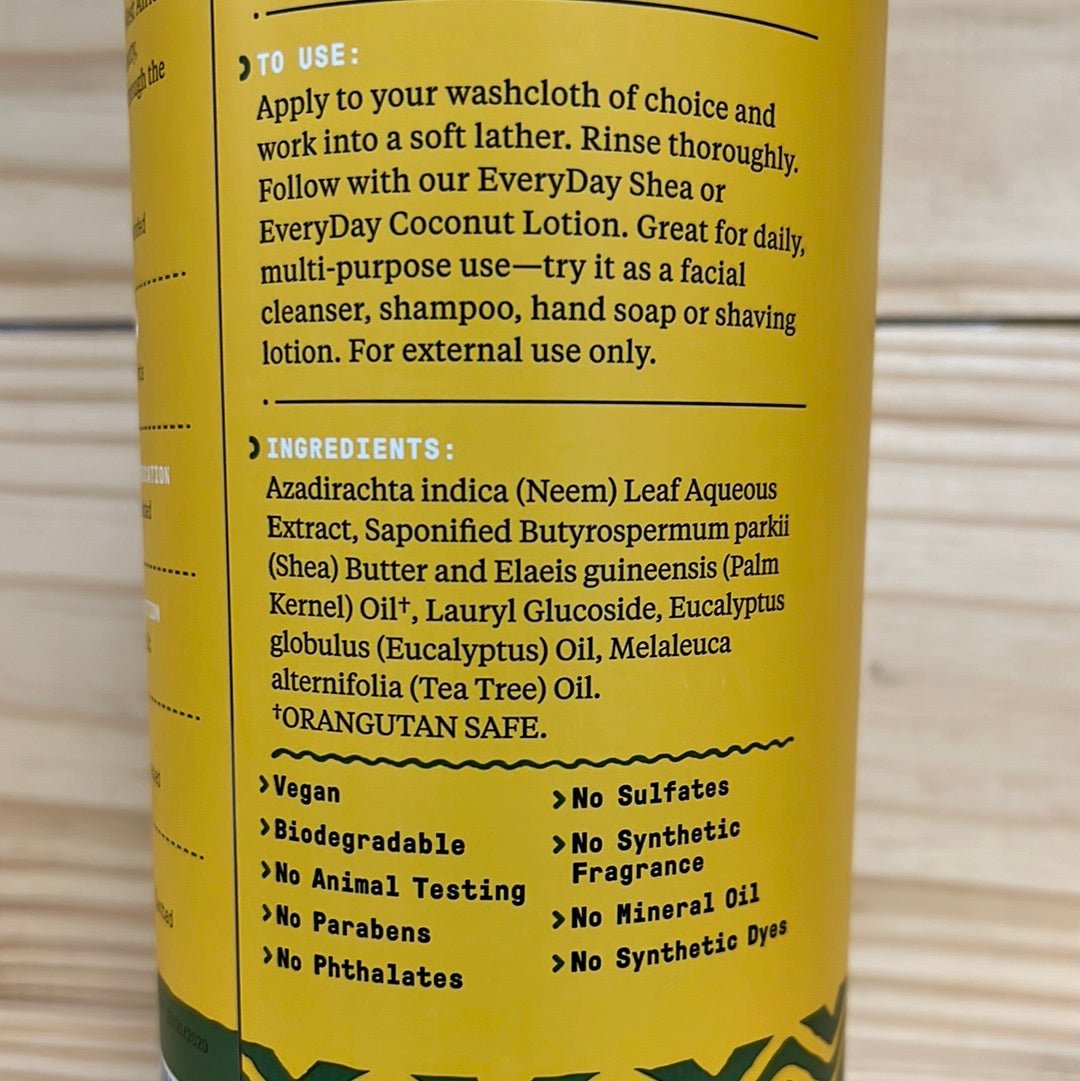 TO USE:
Apply to your washcloth of choice and
work into a soft lather. Rinse thoroughly.
Follow with our EveryDay Shea or
EveryDay Coconut Lotion. Great for daily,
multi-purpose use—try it as a facial
cleanser, shampoo, hand soap or shaving
lotion. For external use only.
INGREDIENTS:
Azadirachta indica (Neem) Leaf Aqueous
Extract, Saponified Butyrospermum parkii
(Shea) Butter and Elaeis guineensis (Palm
Kernel) Oil†, Lauryl Glucoside, Eucalyptus
globulus (Eucalyptus) Oil, Melaleuca
alternifolia (Tea Tree) Oil.
†ORANGUTAN SAFE.
Vegan
Biodegradable
No Animal Testing
No Parabens
No Phthalates
No Sulfates
No Synthetic
Fragrance
No Mineral Oil
No Synthetic Dyes
the